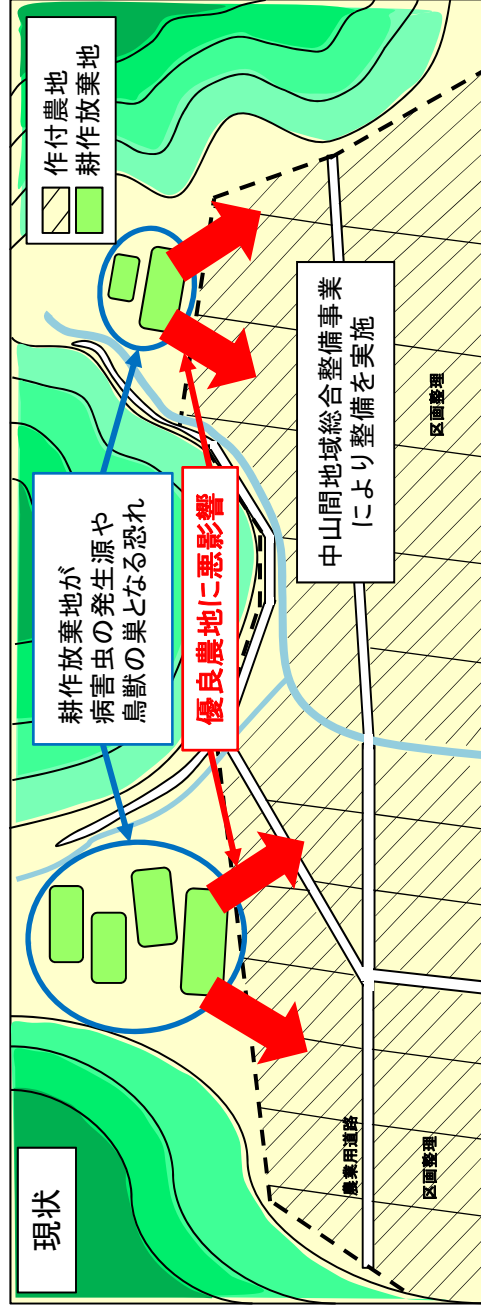 現状
作付農地
耕作放棄地
耕作放棄地が
病害虫の発生源や
鳥獣の巣となる恐れ
優良農地に悪影響
中山間地域総合整備事業
により整備を実施
農業用道路
区画整理
区画整理